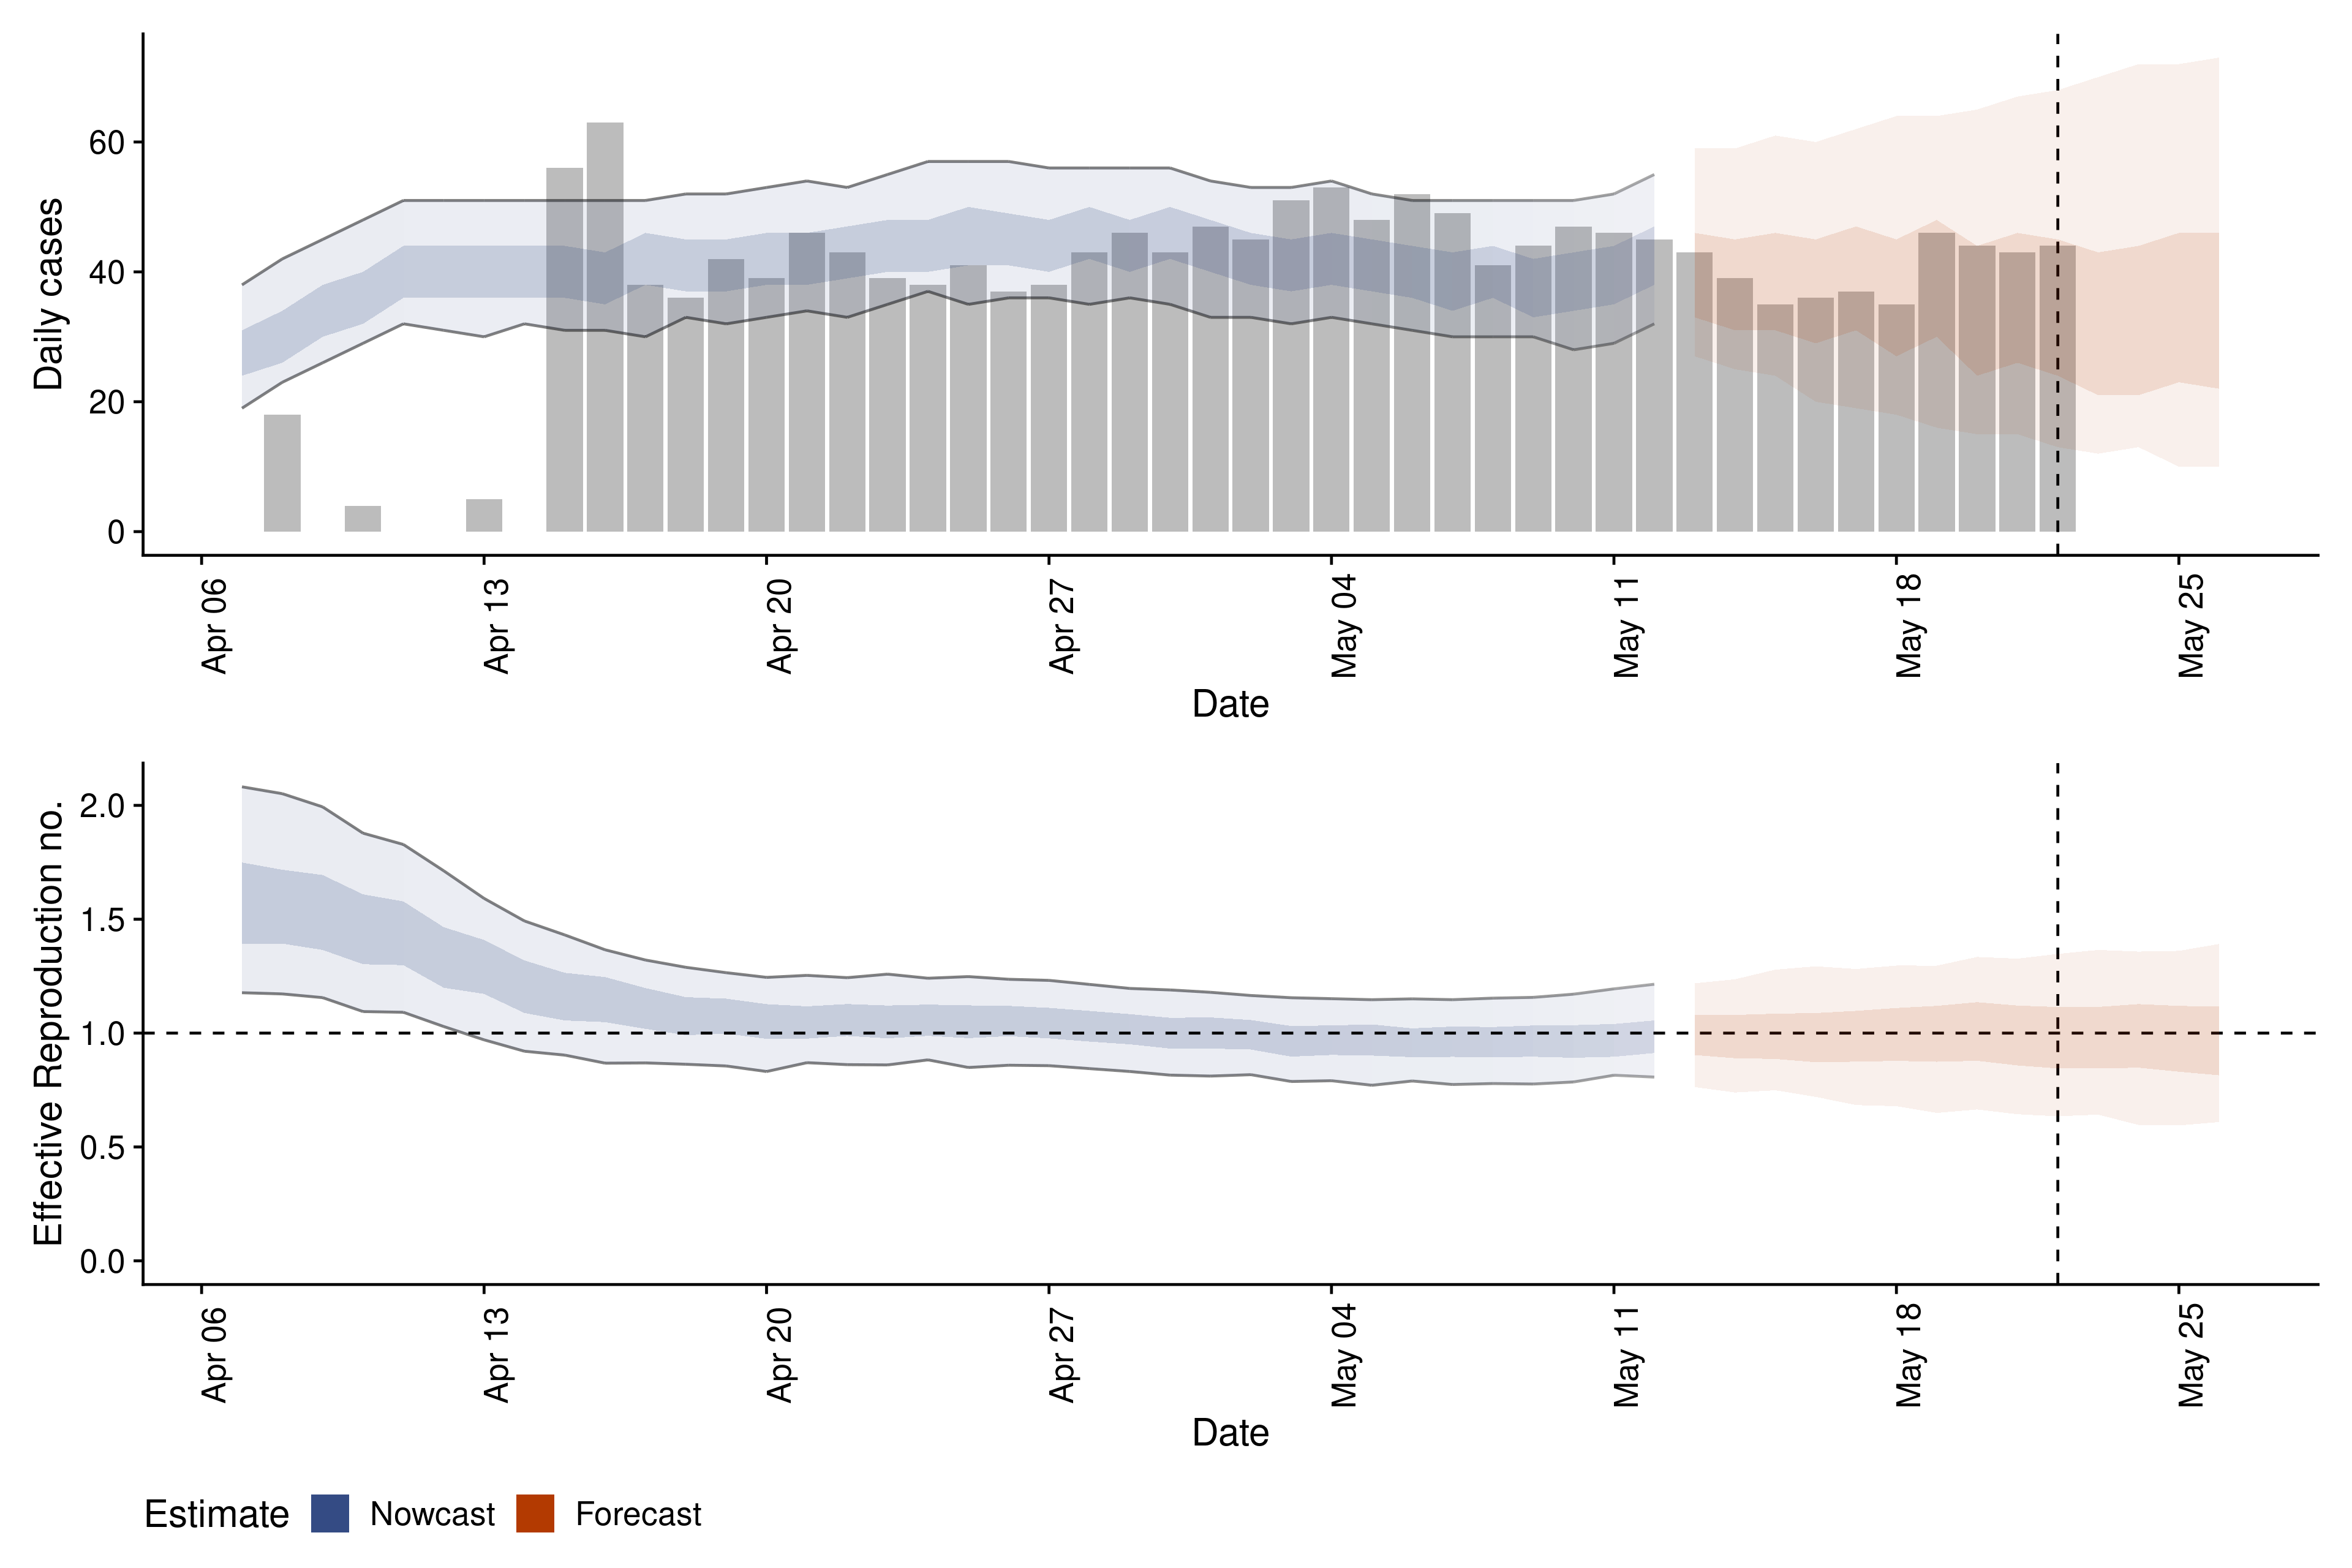 Daily cases
60
40
20
0
Apr 06
Apr 13
Apr 20
Apr 27
May 04
May 11
May 18
May 25
Date
Effective Reproduction no.
2.0
1.5
1.0
0.5
0.0
Apr 06
Apr 13
Apr 20
Apr 27
May 04
May 11
May 18
May 25
Date
Estimate Nowcast Forecast